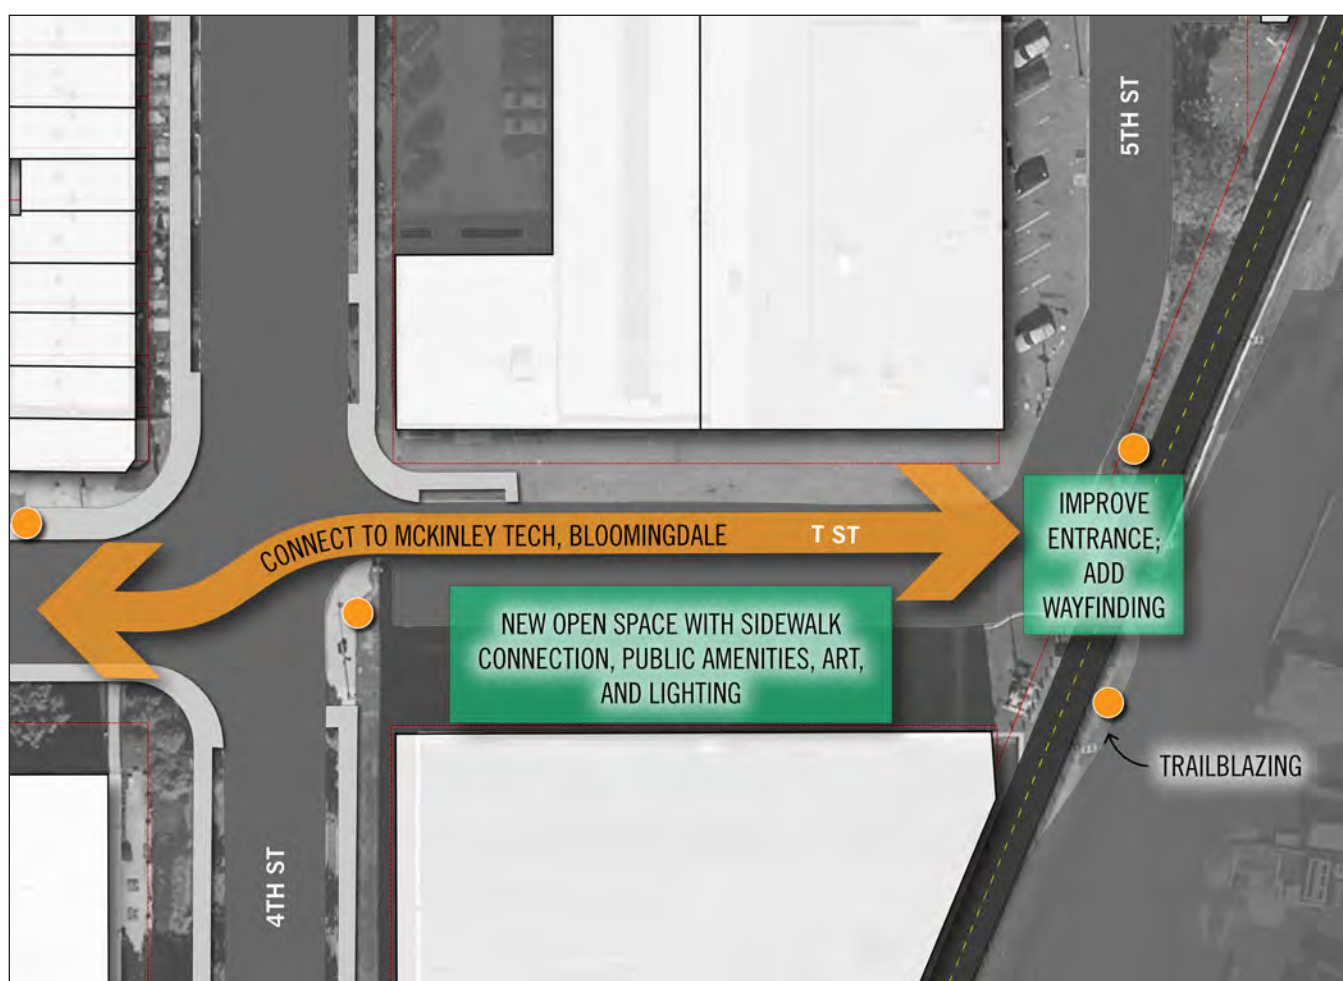 5TH ST
CONNECT TO MCKINLEY TECH, BLOOMINGDALE
T ST
IMPROVE
ENTRANCE;
ADD
WAYFINDING
NEW OPEN SPACE WITH SIDEWALK
CONNECTION, PUBLIC AMENITIES, ART,
AND LIGHTING
TRAILBLAZING
4TH ST